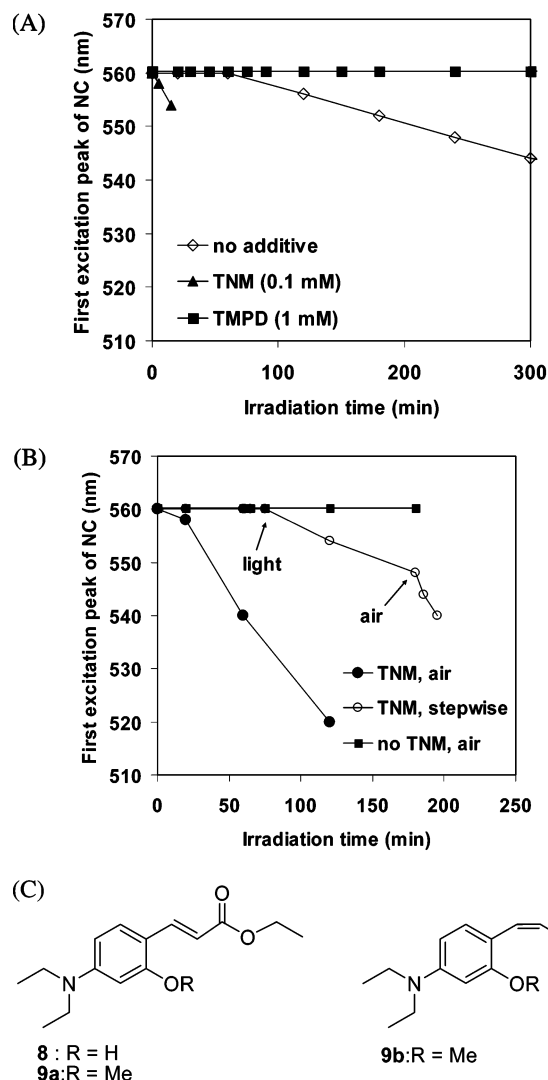 (A)
570
560
550
540
530
520
510
First excitation peak of NC (nm)
no additive
TNM (0.1 mM)
TMPD (1 mM)
0
100
200
300
Irradiation time (min)
(B)
570
560
550
540
530
520
510
First excitation peak of NC (nm)
light
air
TNM, air
TNM, stepwise
no TNM, air
0
50
100
150
200
250
Irradiation time (min)
(C)
O
O
N
OR
8 : R = H
9a:R = Me
N
OR
9b:R = Me